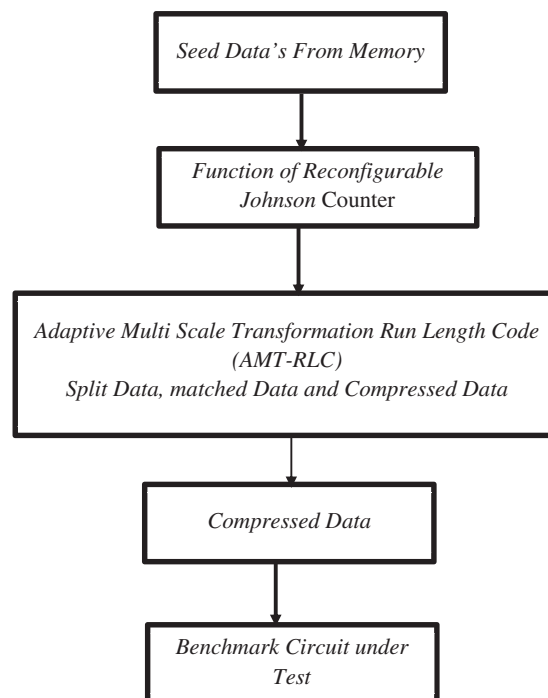 Seed Data's From Memory
Function of Reconfigurable
Johnson Counter
Adaptive Multi Scale Transformation Run Length Code
(AMT-RLC)
Split Data, matched Data and Compressed Data
Compressed Data
Benchmark Circuit under
Test